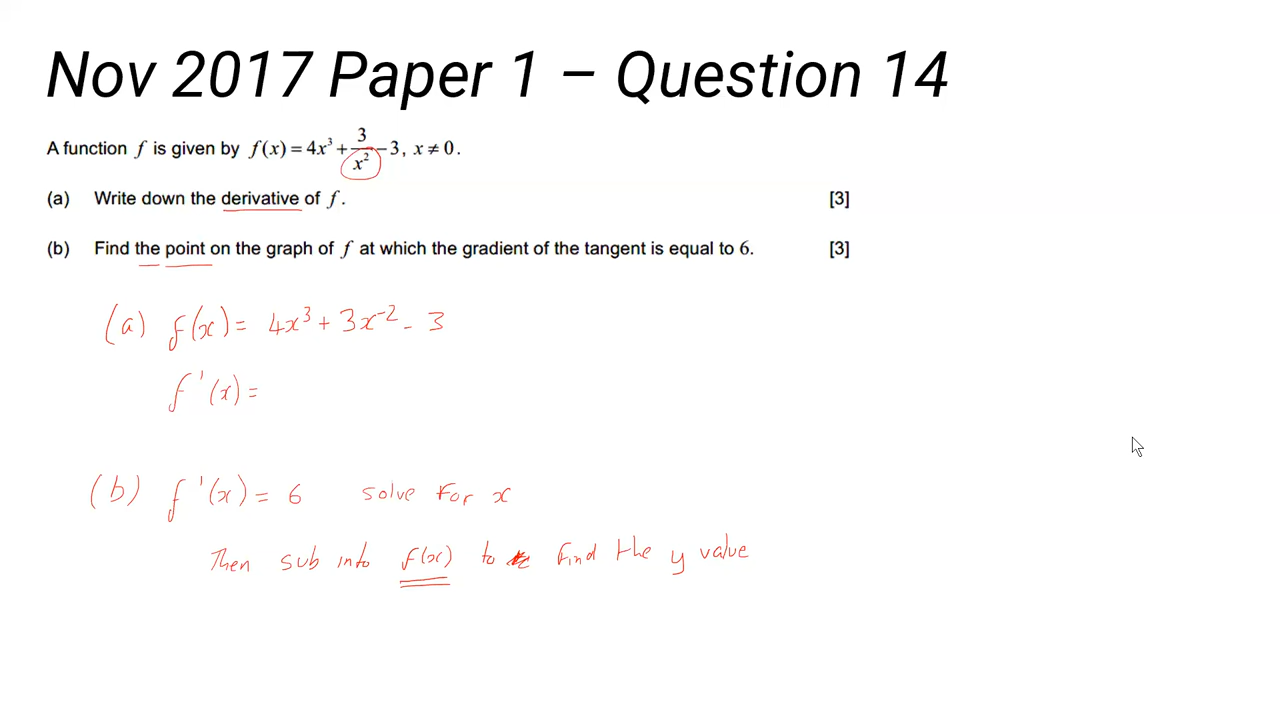 Nov 2017 Paper 1 – Question 14
A function f is given by f(x) = 4x³ + 3/x² − 3, x ≠ 0.
(a) Write down the derivative of f. [3]
(b) Find the point on the graph of f at which the gradient of the tangent is equal to 6. [3]
(a) f(x) = 4x³ + 3x⁻² − 3
f'(x) =
(b) f'(x) = 6 solve for x
Then sub into f(x) to find the y value